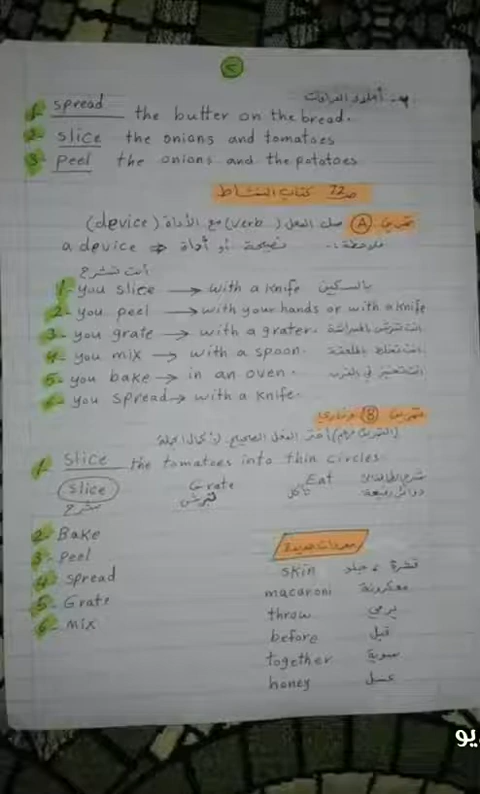 ٢
٣- أملأ الفراغات
1- spread the butter on the bread.
2- slice the onions and tomatoes
3- peel the onions and the potatoes
ص72 كتاب النشاط
تمرين (A) صل الفعل (verb) مع الأداة (device)
ملاحظة:- a device ⇒ أو أداة
1- you slice → with a knife بالسكين
2- you peel → with your hands or with a knife
3- you grate → with a grater.
4- you mix → with a spoon.
5- you bake → in an oven.
6- you spread → with a knife.
تمرين (B)
1- Slice the tomatoes into thin circles
slice Grate Eat
2- Bake
3- Peel
4- spread
5- Grate
6- Mix
مفردات جديدة
skin قشرة، جلد
macaroni معكرونة
throw يرمي
before قبل
together سوية
honey عسل
يو